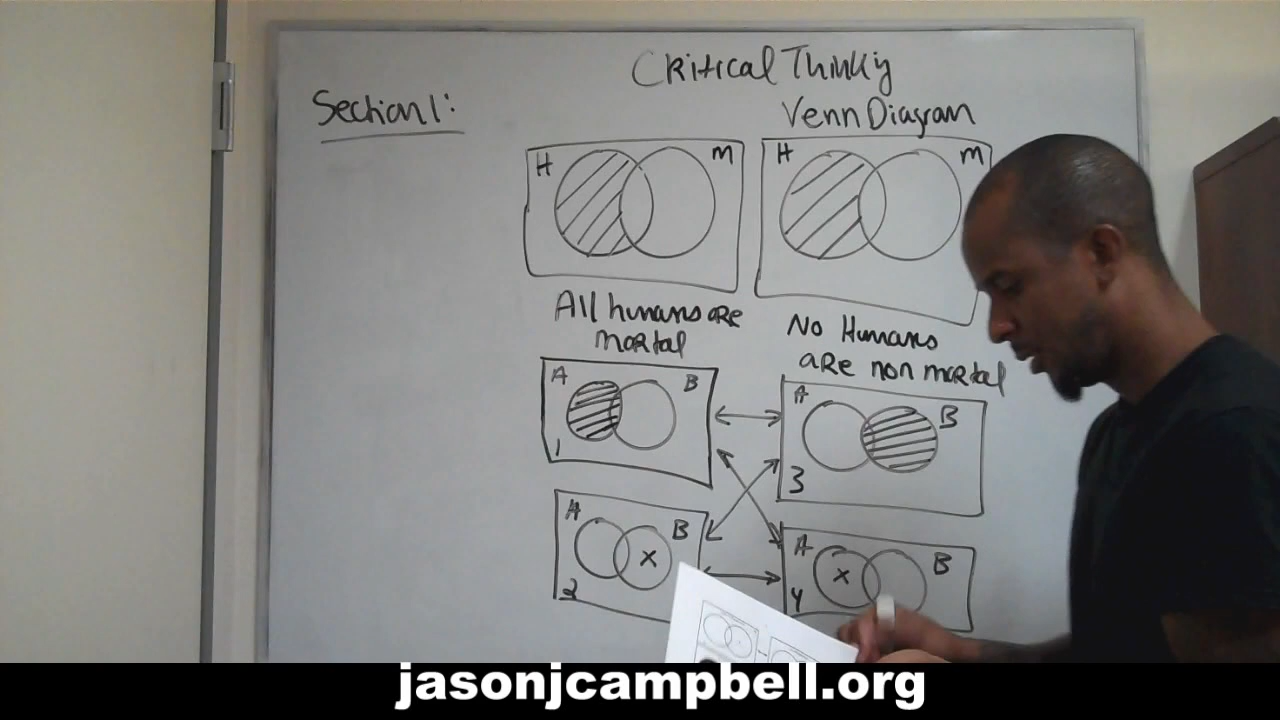 Critical Thinkiy
Section 1:
Venn Diagram
H M
H M
All humans are
mortal
No Humans
are non mortal
A B
1
A B
3
A B
x
2
A B
x
4
jasonjcampbell.org